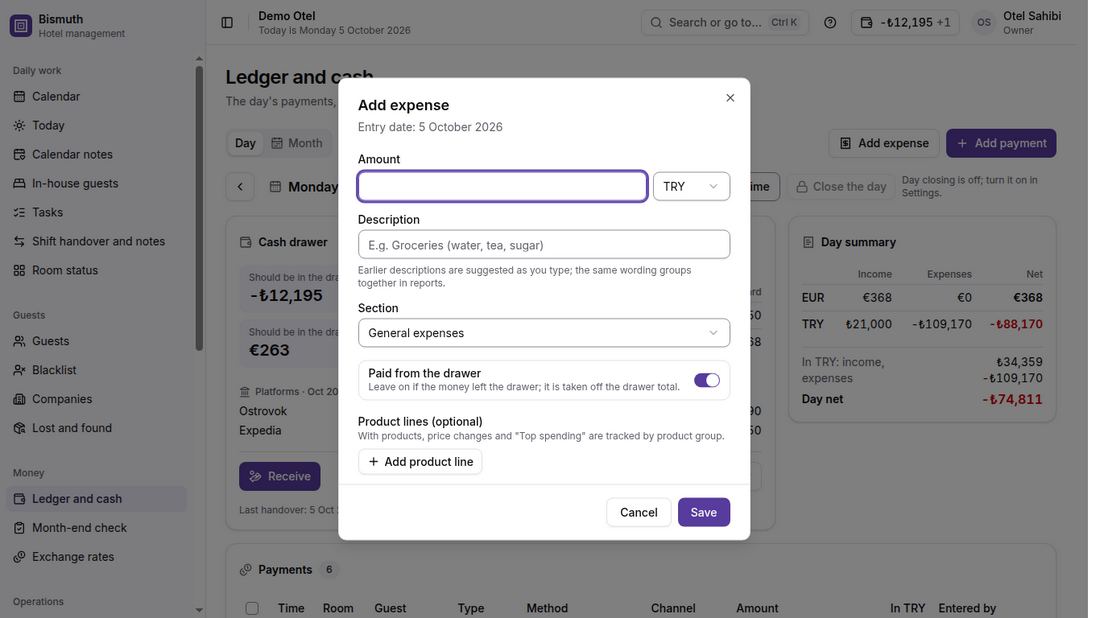 Bismuth
Hotel management
Daily work
Calendar
Today
Calendar notes
In-house guests
Tasks
Shift handover and notes
Room status
Guests
Guests
Blacklist
Companies
Lost and found
Money
Ledger and cash
Month-end check
Exchange rates
Operations
Demo Otel
Today is Monday 5 October 2026
Search or go to... Ctrl K
-₺12,195 +1
OS
Otel Sahibi
Owner
Ledger and cash
The day's payments,
Day Month
Add expense
Add payment
Monday
Close the day
Day closing is off; turn it on in
Settings.
Cash drawer
Should be in the
-₺12,195
Should be in the
€263
Platforms · Oct 20
Ostrovok
Expedia
90
50
Receive
Last handover: 5 Oct
Add expense
Entry date: 5 October 2026
Amount
TRY
Description
E.g. Groceries (water, tea, sugar)
Earlier descriptions are suggested as you type; the same wording groups
together in reports.
Section
General expenses
Paid from the drawer
Leave on if the money left the drawer; it is taken off the drawer total.
Product lines (optional)
With products, price changes and "Top spending" are tracked by product group.
Add product line
Cancel Save
Day summary
Income Expenses Net
EUR €368 €0 €368
TRY ₺21,000 -₺109,170 -₺88,170
In TRY: income, ₺34,359
expenses -₺109,170
Day net -₺74,811
Payments 6
Time Room Guest Type Method Channel Amount In TRY Entered by